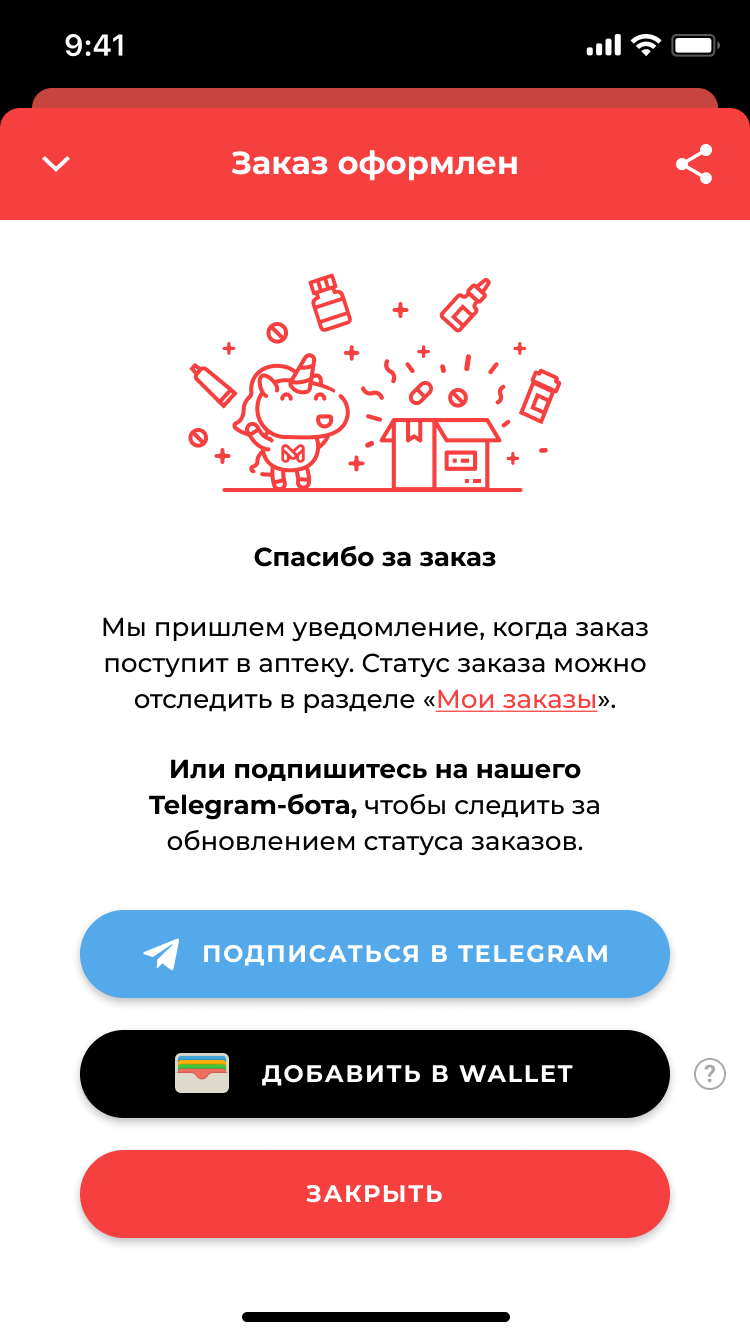 9:41
Заказ оформлен
Спасибо за заказ
Мы пришлем уведомление, когда заказ
поступит в аптеку. Статус заказа можно
отследить в разделе «Мои заказы».
Или подпишитесь на нашего
Telegram-бота, чтобы следить за
обновлением статуса заказов.
ПОДПИСАТЬСЯ В TELEGRAM
ДОБАВИТЬ В WALLET
?
ЗАКРЫТЬ